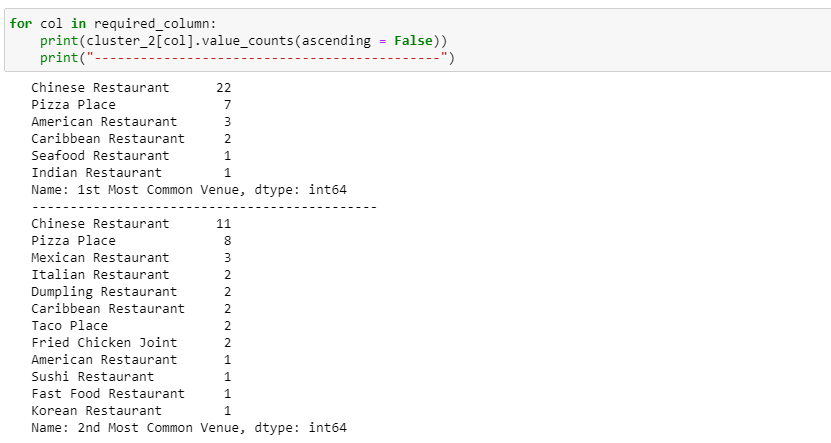 for col in required_column:
    print(cluster_2[col].value_counts(ascending = False))
    print("---------------------------------------------")
Chinese Restaurant      22
Pizza Place              7
American Restaurant      3
Caribbean Restaurant     2
Seafood Restaurant       1
Indian Restaurant        1
Name: 1st Most Common Venue, dtype: int64
---------------------------------------------
Chinese Restaurant      11
Pizza Place              8
Mexican Restaurant       3
Italian Restaurant       2
Dumpling Restaurant      2
Caribbean Restaurant     2
Taco Place               2
Fried Chicken Joint      2
American Restaurant      1
Sushi Restaurant         1
Fast Food Restaurant     1
Korean Restaurant        1
Name: 2nd Most Common Venue, dtype: int64